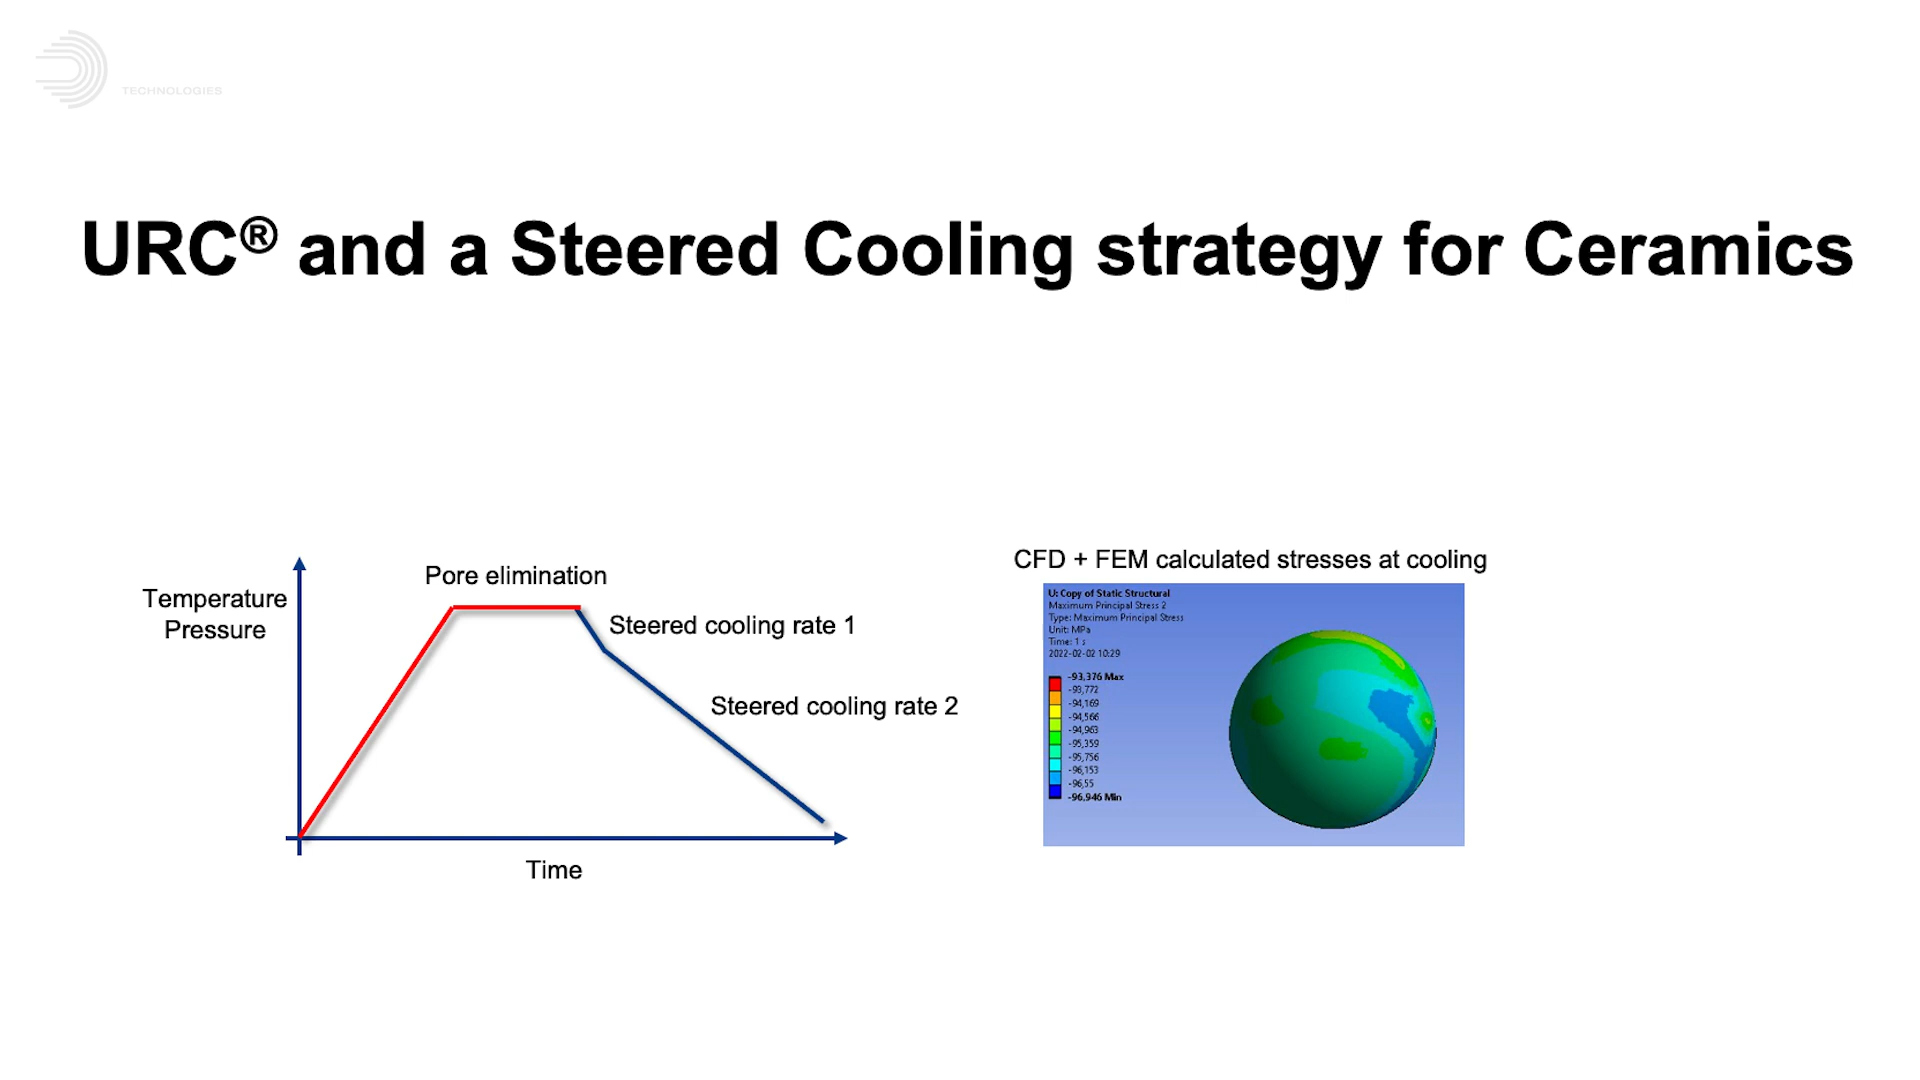 TECHNOLOGIES
URC® and a Steered Cooling strategy for Ceramics
Temperature
Pressure
Pore elimination
Steered cooling rate 1
Steered cooling rate 2
Time
CFD + FEM calculated stresses at cooling
U: Copy of Static Structural
Maximum Principal Stress 2
Type: Maximum Principal Stress
Unit: MPa
Time: 1 s
2022-02-02 10:29
-93,376 Max
-93,772
-94,169
-94,566
-94,963
-95,359
-95,756
-96,153
-96,55
-96,946 Min